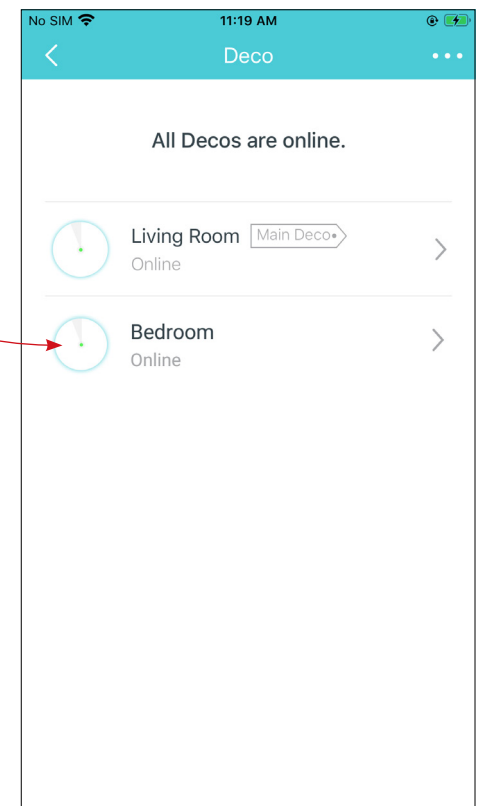 No SIM 11:19 AM
Deco
All Decos are online.
Living Room Main Deco
Online
Bedroom
Online